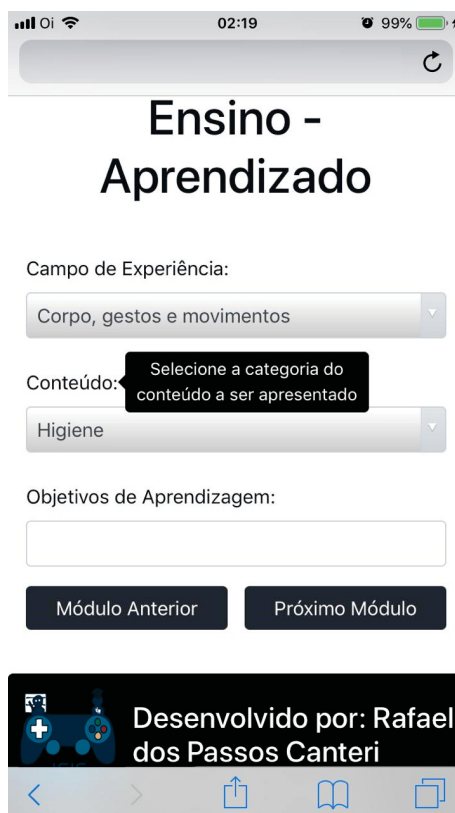 Oi 02:19 99%
Ensino -
Aprendizado
Campo de Experiência:
Corpo, gestos e movimentos
Conteúdo:
Selecione a categoria do
conteúdo a ser apresentado
Higiene
Objetivos de Aprendizagem:
Módulo Anterior
Próximo Módulo
Desenvolvido por: Rafael
dos Passos Canteri